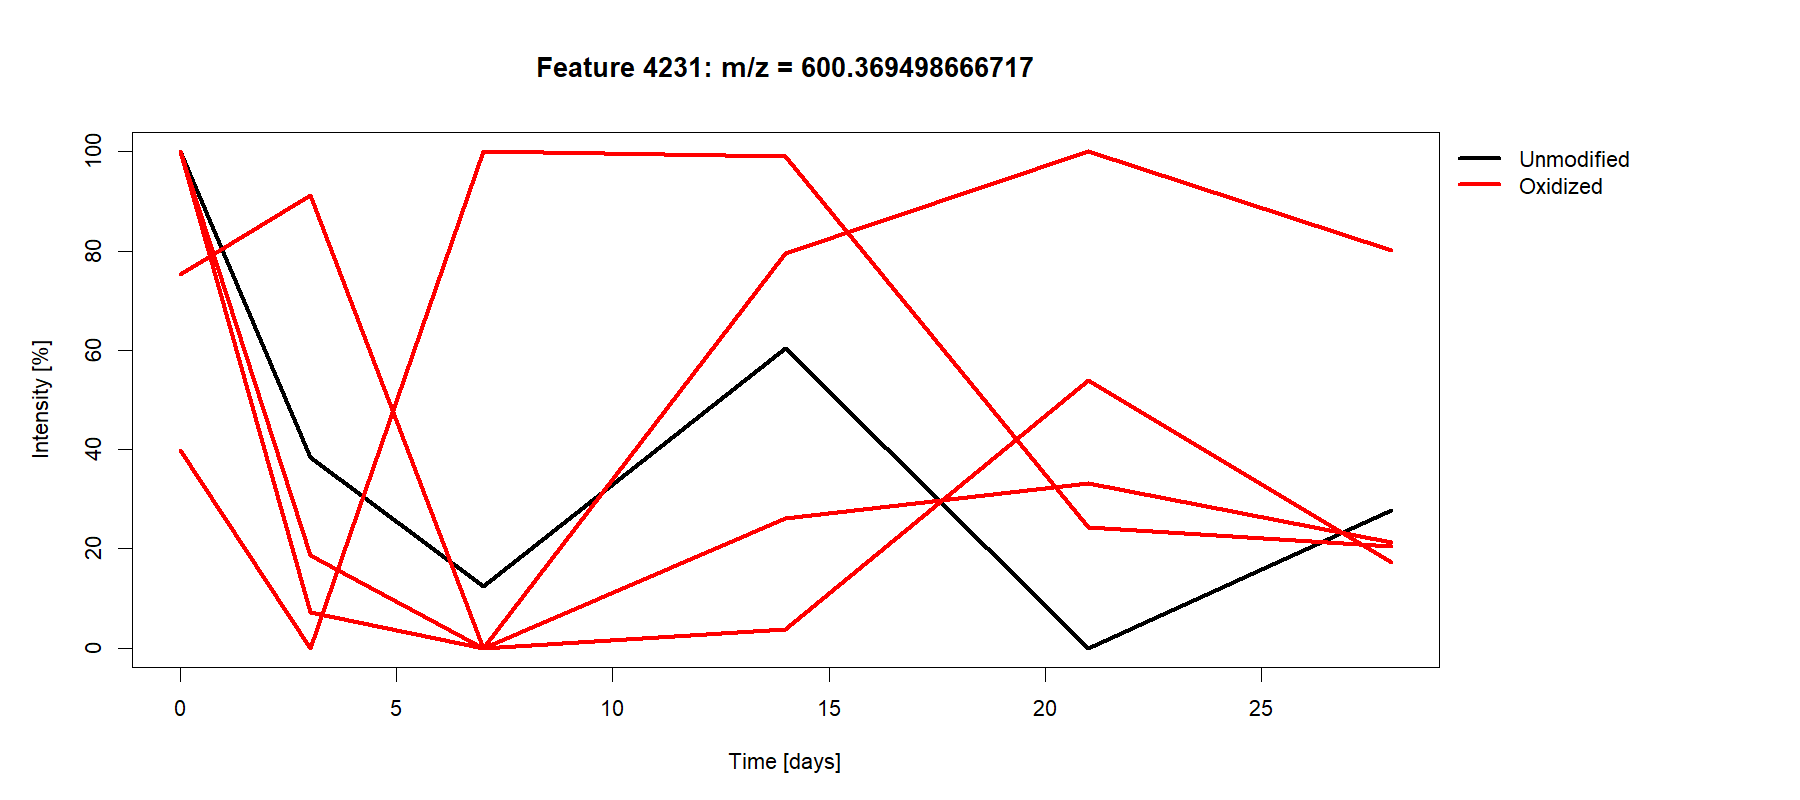 Feature 4231: m/z = 600.369498666717
Unmodified
Oxidized
Intensity [%]
100
80
60
40
20
0
0 5 10 15 20 25
Time [days]